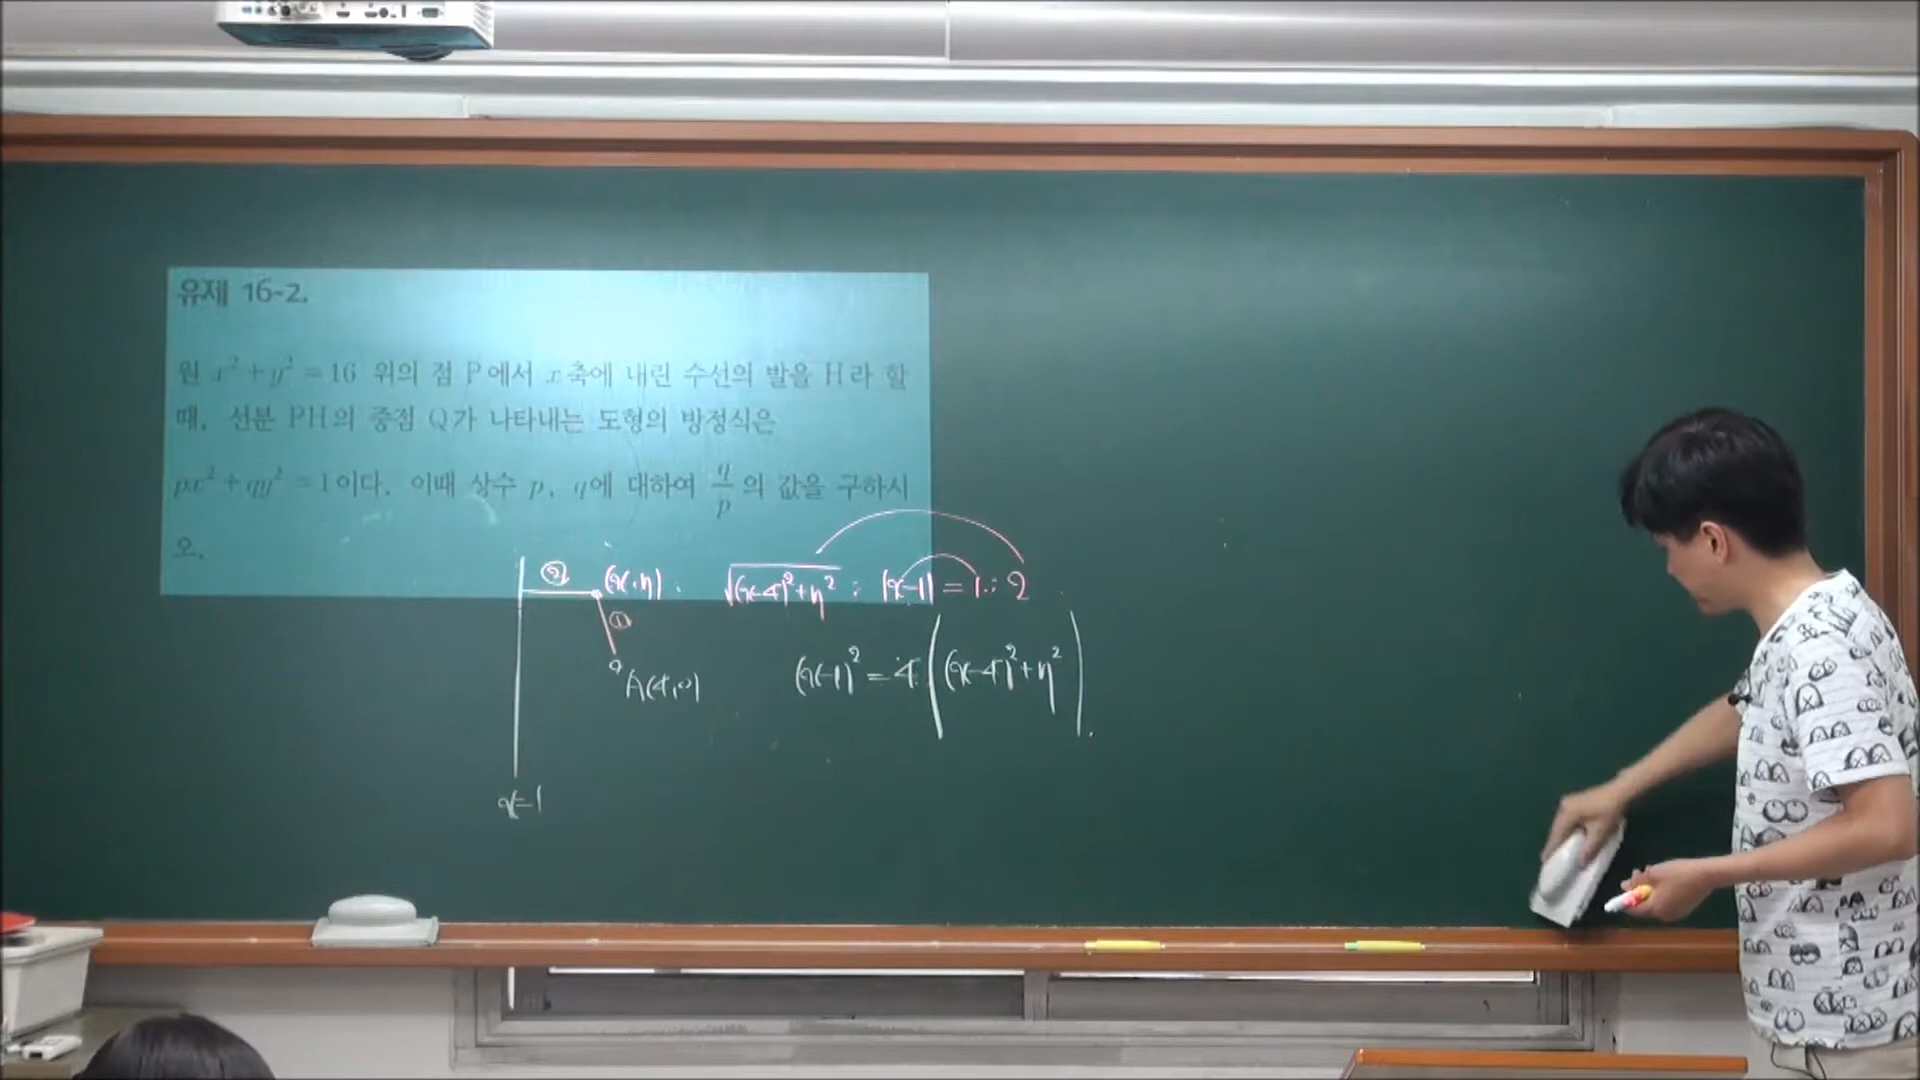 유제 16-2.
원 x² + y² = 16 위의 점 P에서 x축에 내린 수선의 발을 H라 할
때, 선분 PH의 중점 Q가 나타내는 도형의 방정식은
px² + qy² = 1이다. 이때 상수 p, q에 대하여 q/p의 값을 구하시
오.
② (x, y). √((x-4)²+y²) : |x-1| = 1 : 2
①
A(4,0) (x-1)² = 4((x-4)²+y²).
x=1